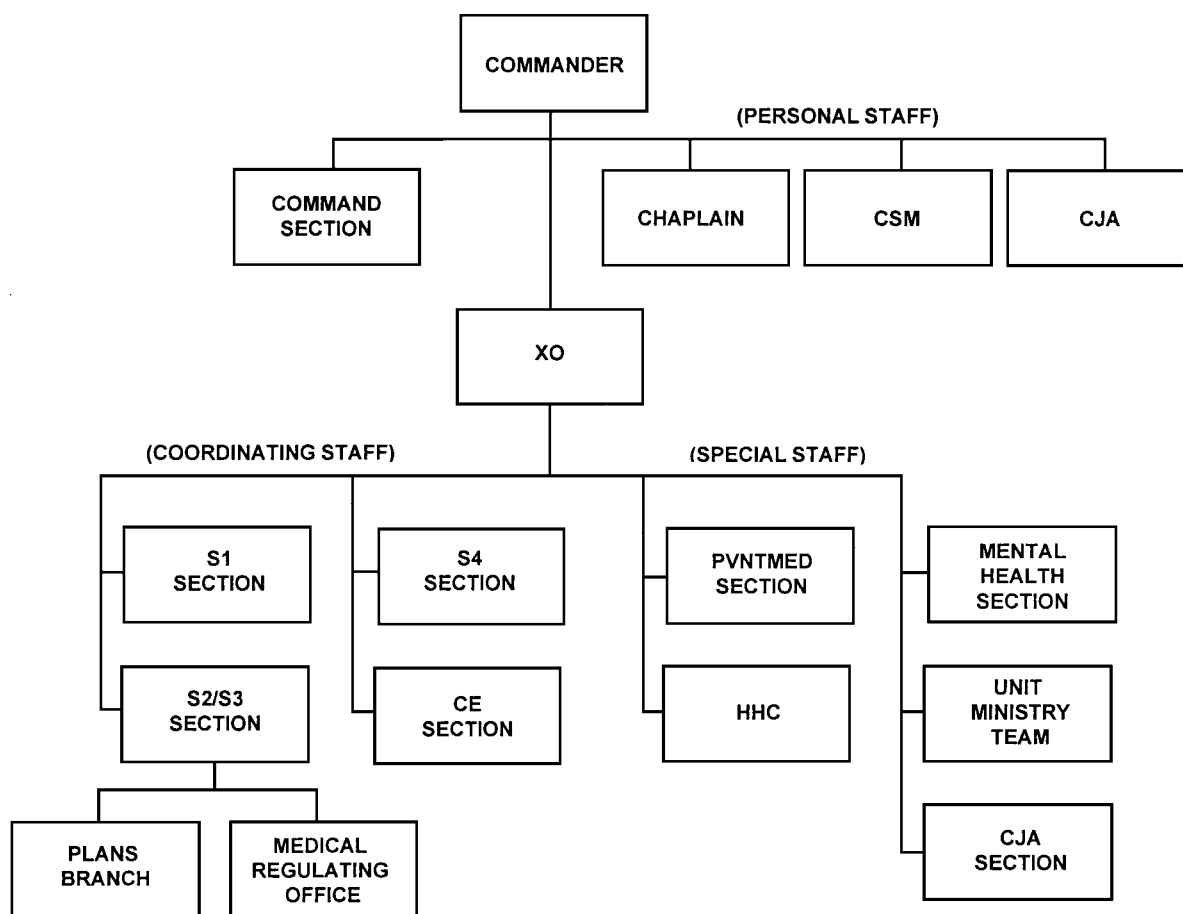 COMMANDER
(PERSONAL STAFF)
COMMAND
SECTION
CHAPLAIN
CSM
CJA
XO
(COORDINATING STAFF)
(SPECIAL STAFF)
S1
SECTION
S4
SECTION
PVNTMED
SECTION
MENTAL
HEALTH
SECTION
S2/S3
SECTION
CE
SECTION
HHC
UNIT
MINISTRY
TEAM
PLANS
BRANCH
MEDICAL
REGULATING
OFFICE
CJA
SECTION